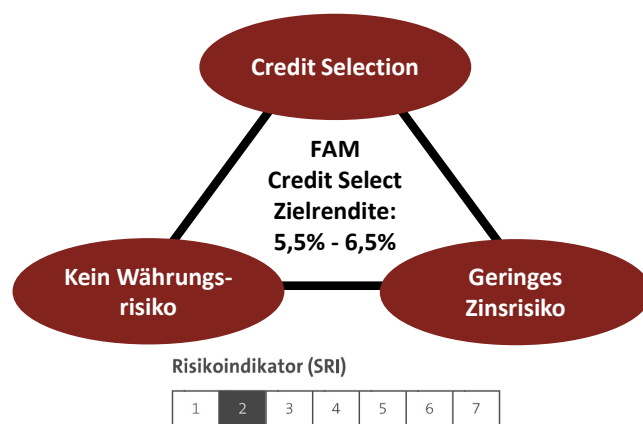 Credit Selection
FAM
Credit Select
Zielrendite:
5,5% - 6,5%
Kein Währungs-
risiko
Geringes
Zinsrisiko
Risikoindikator (SRI)
1 2 3 4 5 6 7